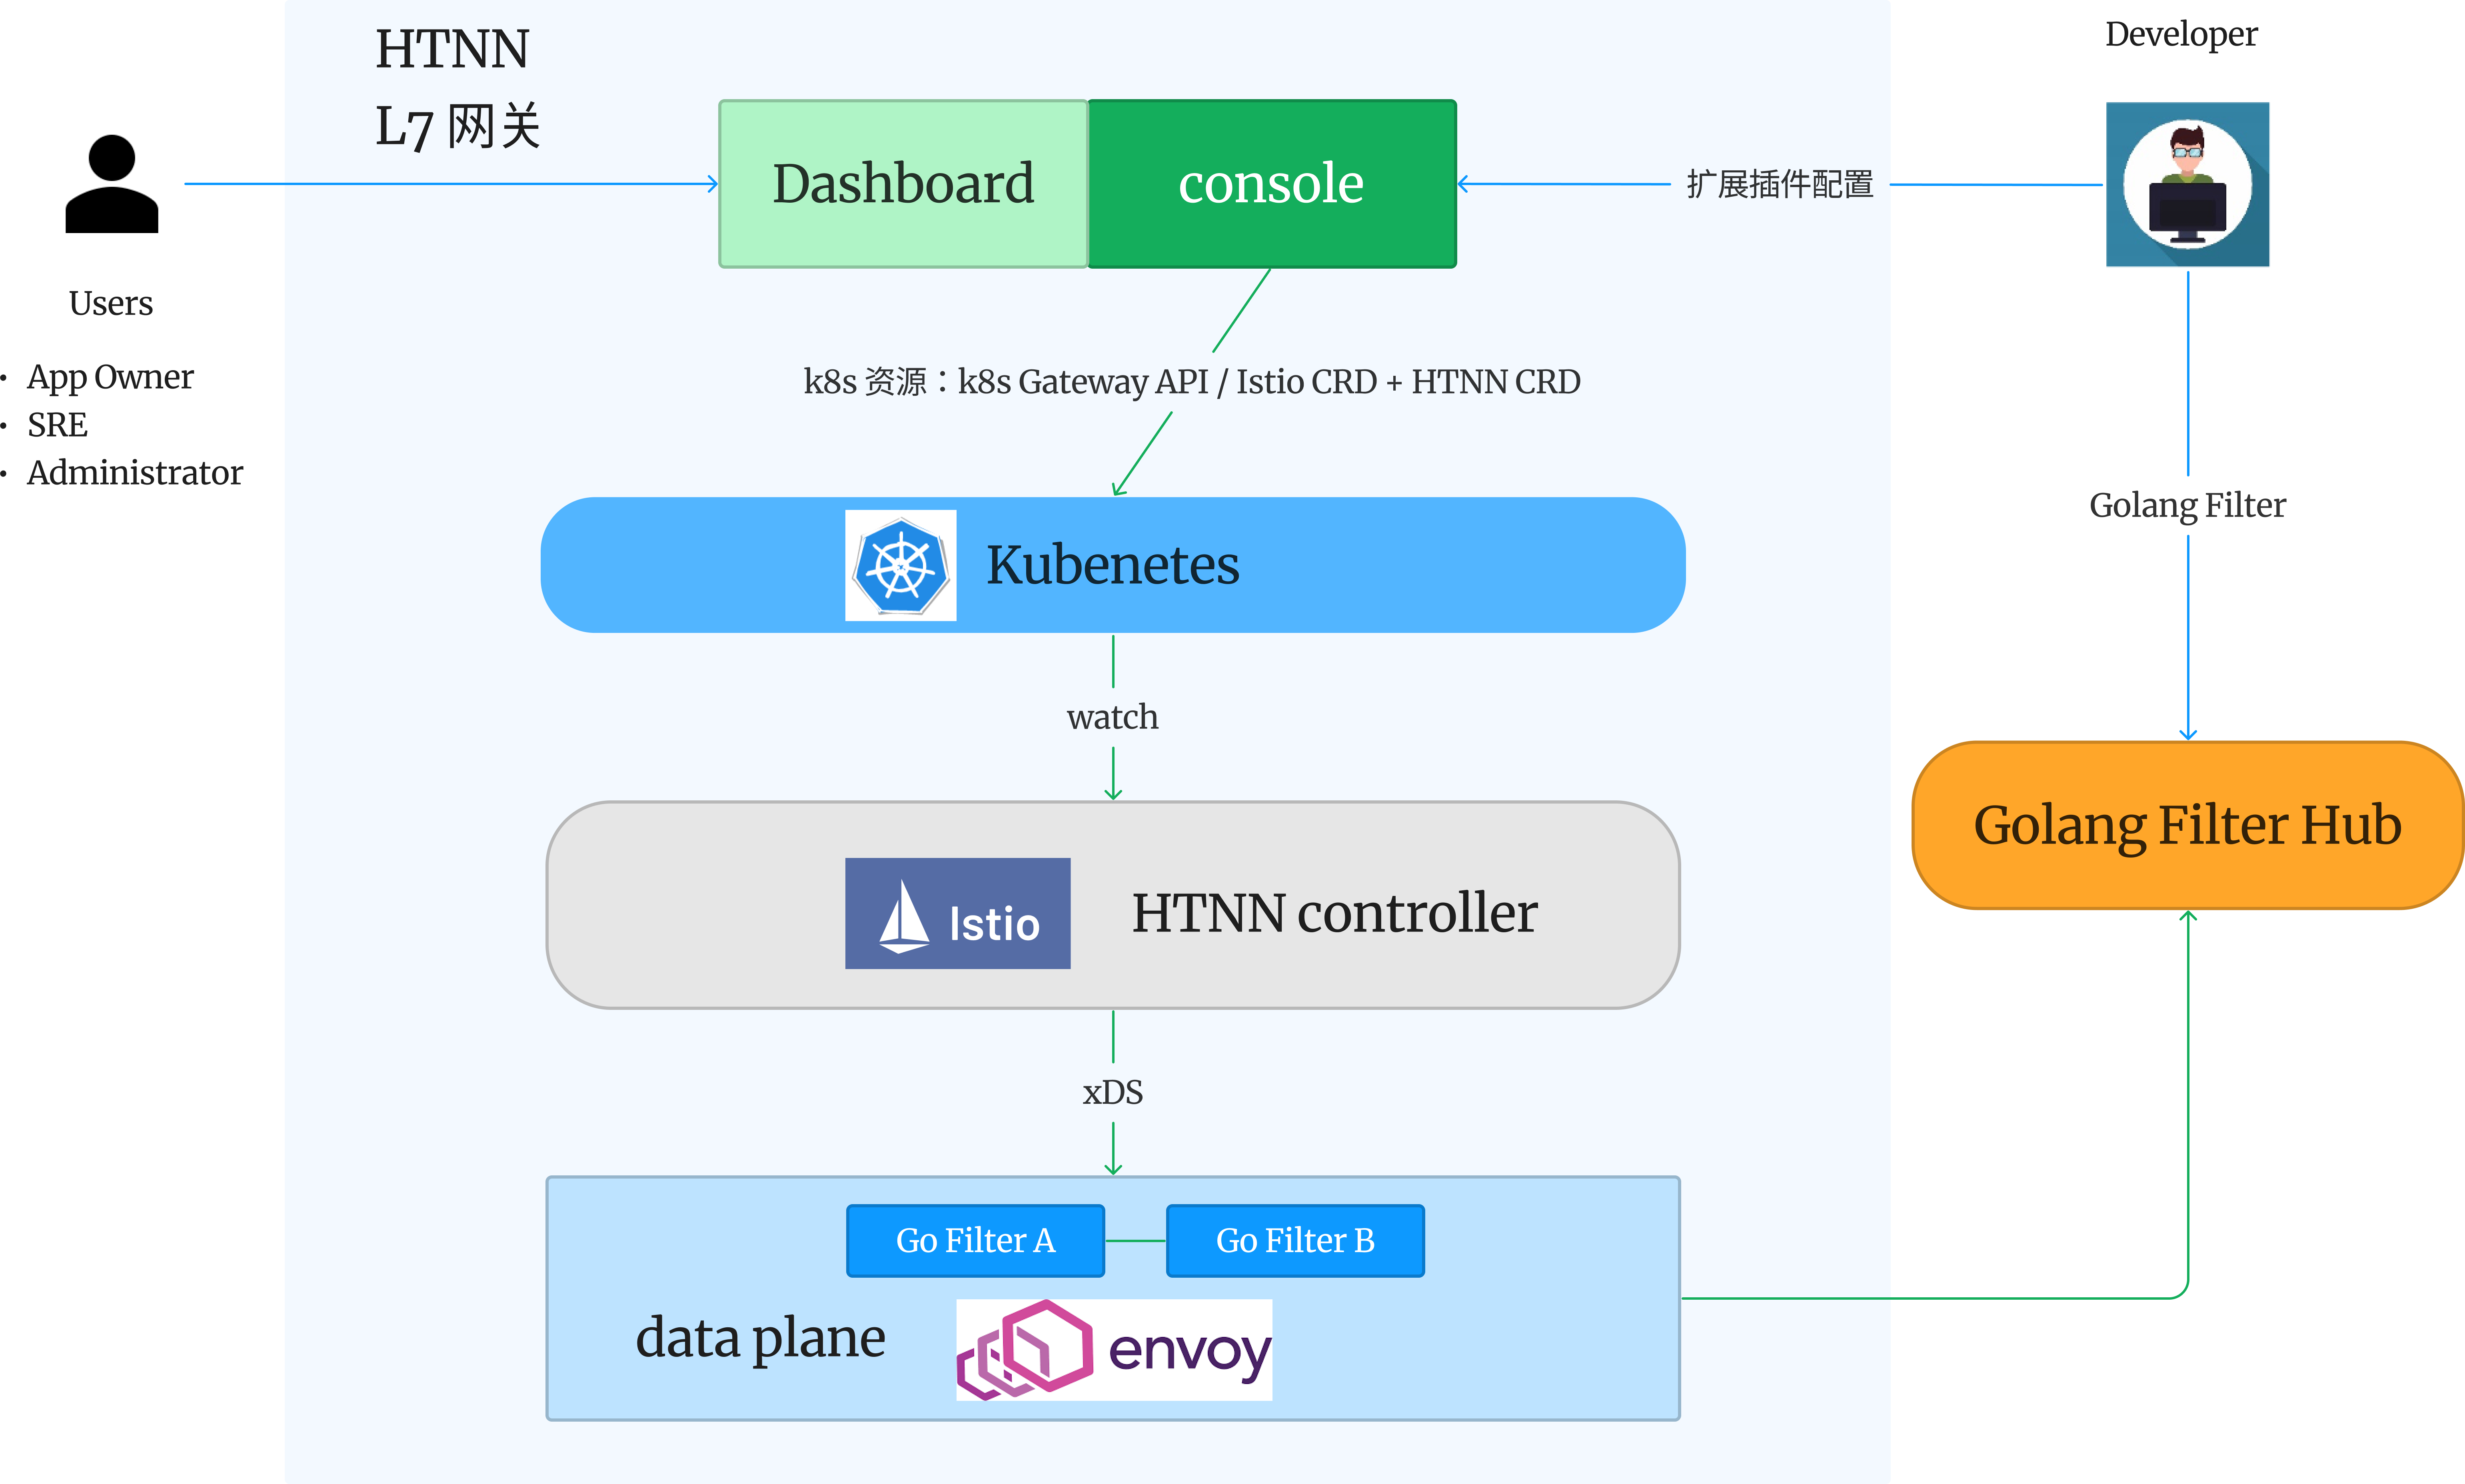 HTNN
L7 网关
Developer
Dashboard
console
扩展插件配置
Users
• App Owner
• SRE
• Administrator
k8s 资源：k8s Gateway API / Istio CRD + HTNN CRD
Golang Filter
Kubenetes
watch
Golang Filter Hub
Istio
HTNN controller
xDS
Go Filter A
Go Filter B
data plane
envoy